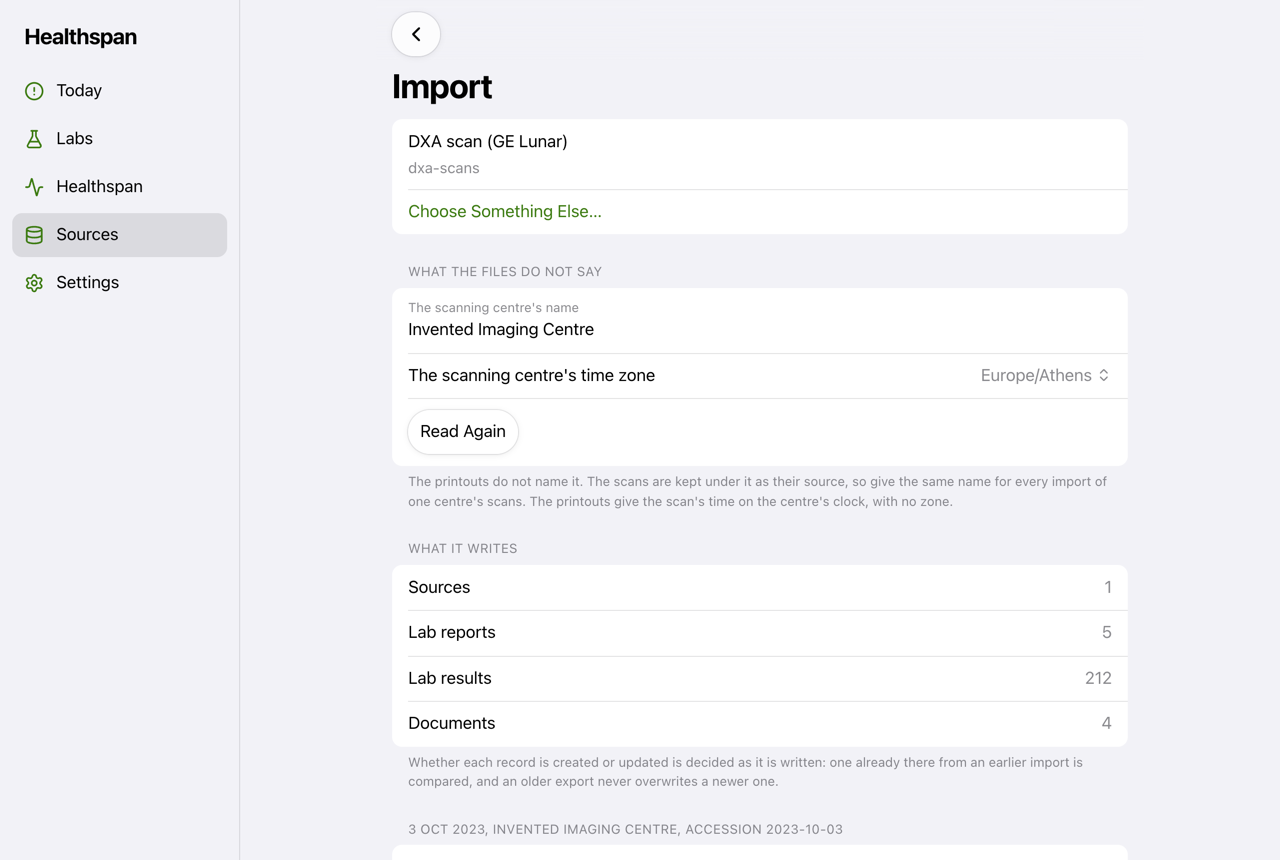 Healthspan
Today
Labs
Healthspan
Sources
Settings
Import
DXA scan (GE Lunar)
dxa-scans
Choose Something Else...
WHAT THE FILES DO NOT SAY
The scanning centre's name
Invented Imaging Centre
The scanning centre's time zone Europe/Athens
Read Again
The printouts do not name it. The scans are kept under it as their source, so give the same name for every import of
one centre's scans. The printouts give the scan's time on the centre's clock, with no zone.
WHAT IT WRITES
Sources 1
Lab reports 5
Lab results 212
Documents 4
Whether each record is created or updated is decided as it is written: one already there from an earlier import is
compared, and an older export never overwrites a newer one.
3 OCT 2023, INVENTED IMAGING CENTRE, ACCESSION 2023-10-03